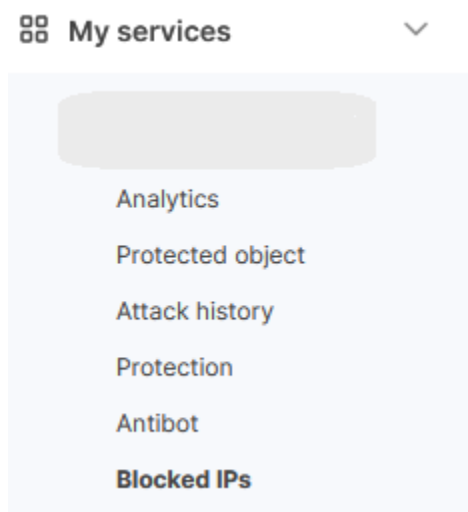 My services
Analytics
Protected object
Attack history
Protection
Antibot
Blocked IPs